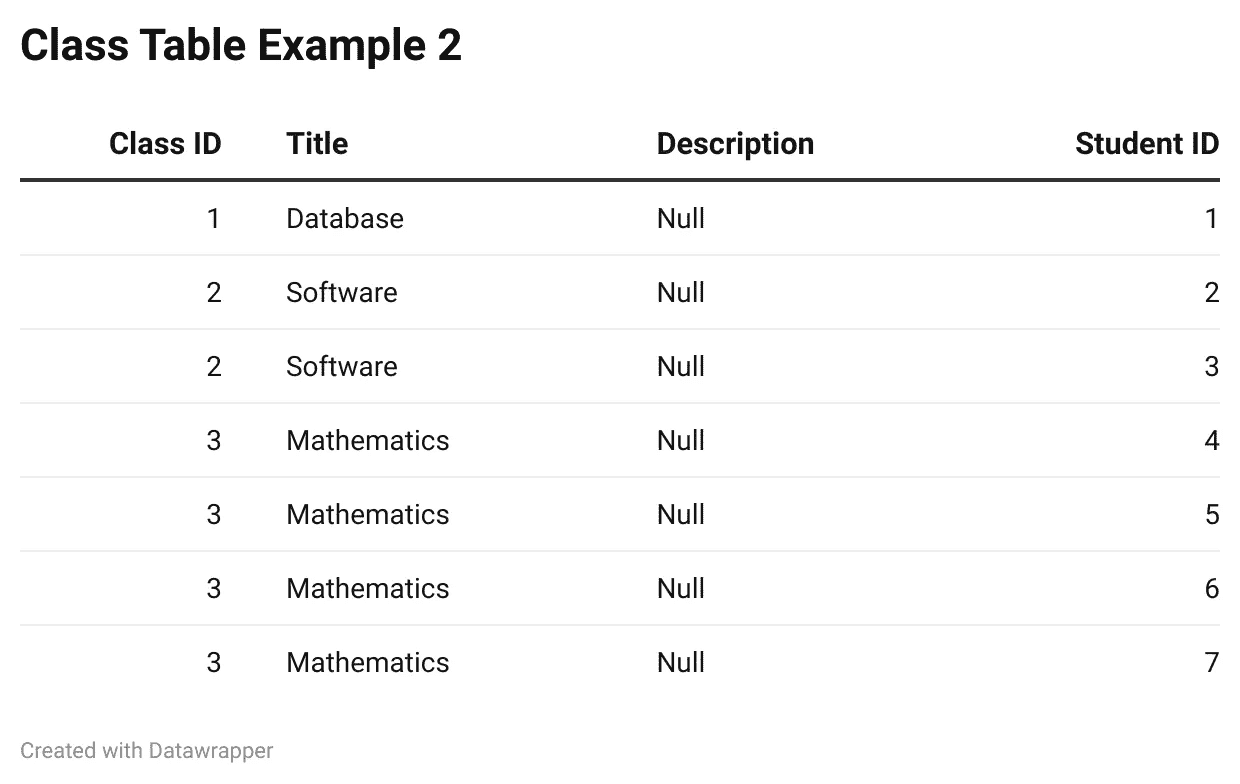 Class Table Example 2
Class ID Title Description Student ID
1 Database Null 1
2 Software Null 2
2 Software Null 3
3 Mathematics Null 4
3 Mathematics Null 5
3 Mathematics Null 6
3 Mathematics Null 7
Created with Datawrapper